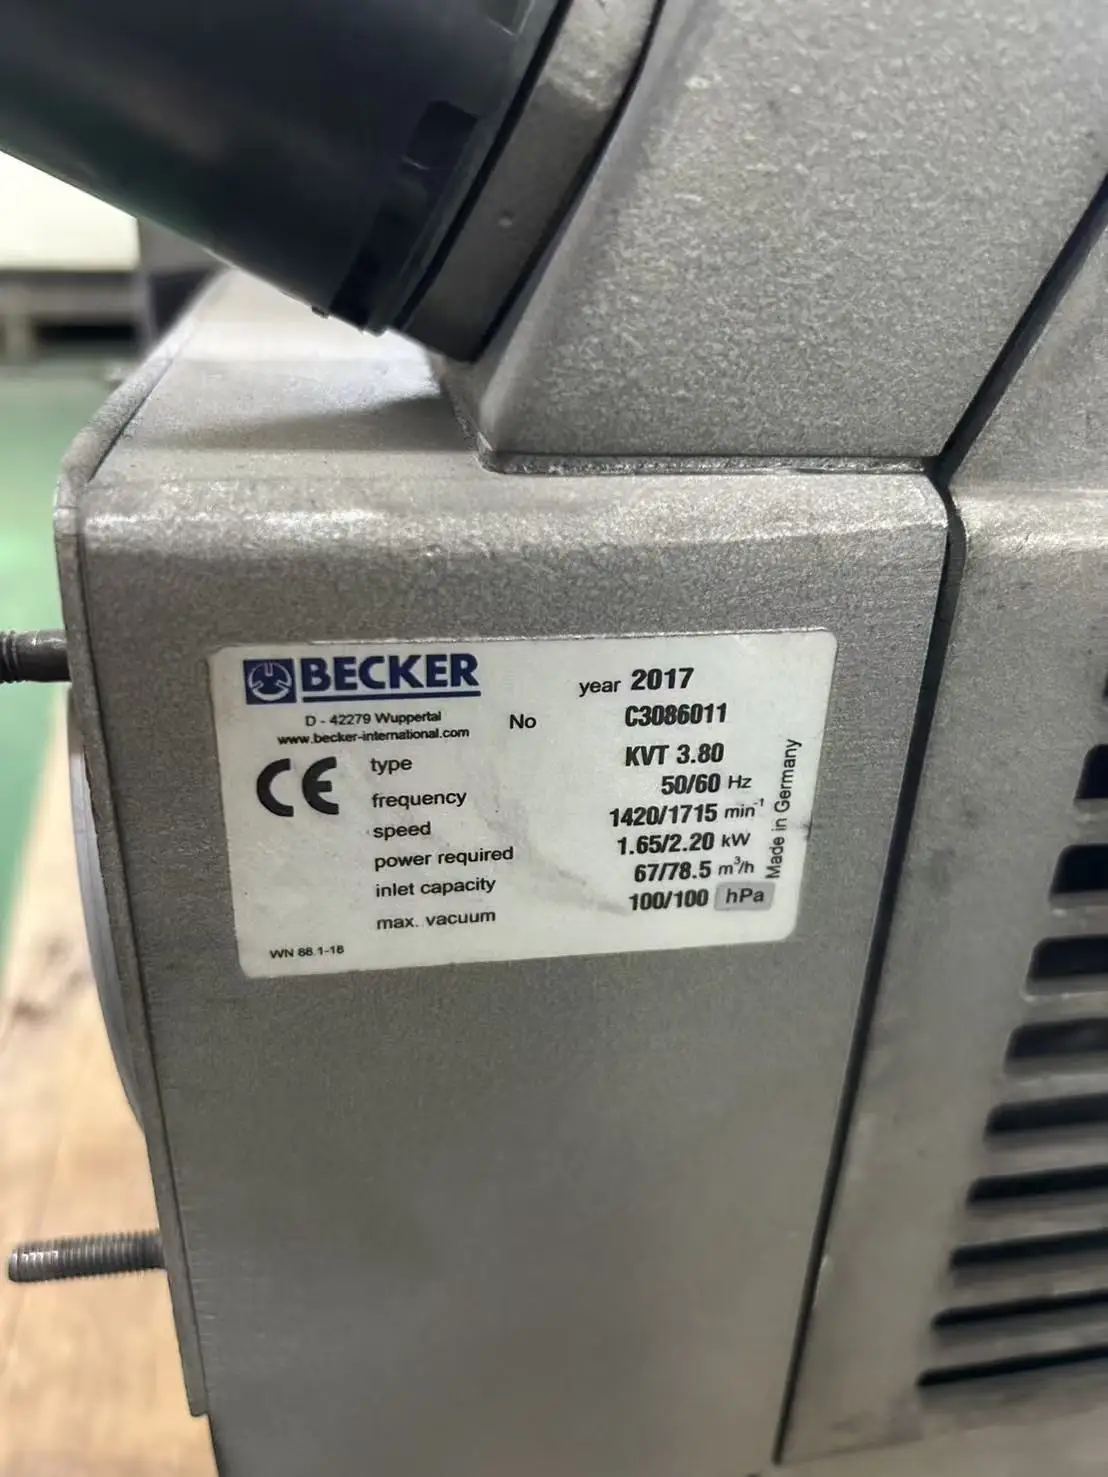 BECKER
D - 42279 Wuppertal
www.becker-international.com
year 2017
No C3086011
CE
type KVT 3.80
frequency 50/60 Hz
speed 1420/1715 min-1
power required 1.65/2.20 kW
inlet capacity 67/78.5 m³/h
max. vacuum 100/100 hPa
Made in Germany
WN 88.1-18